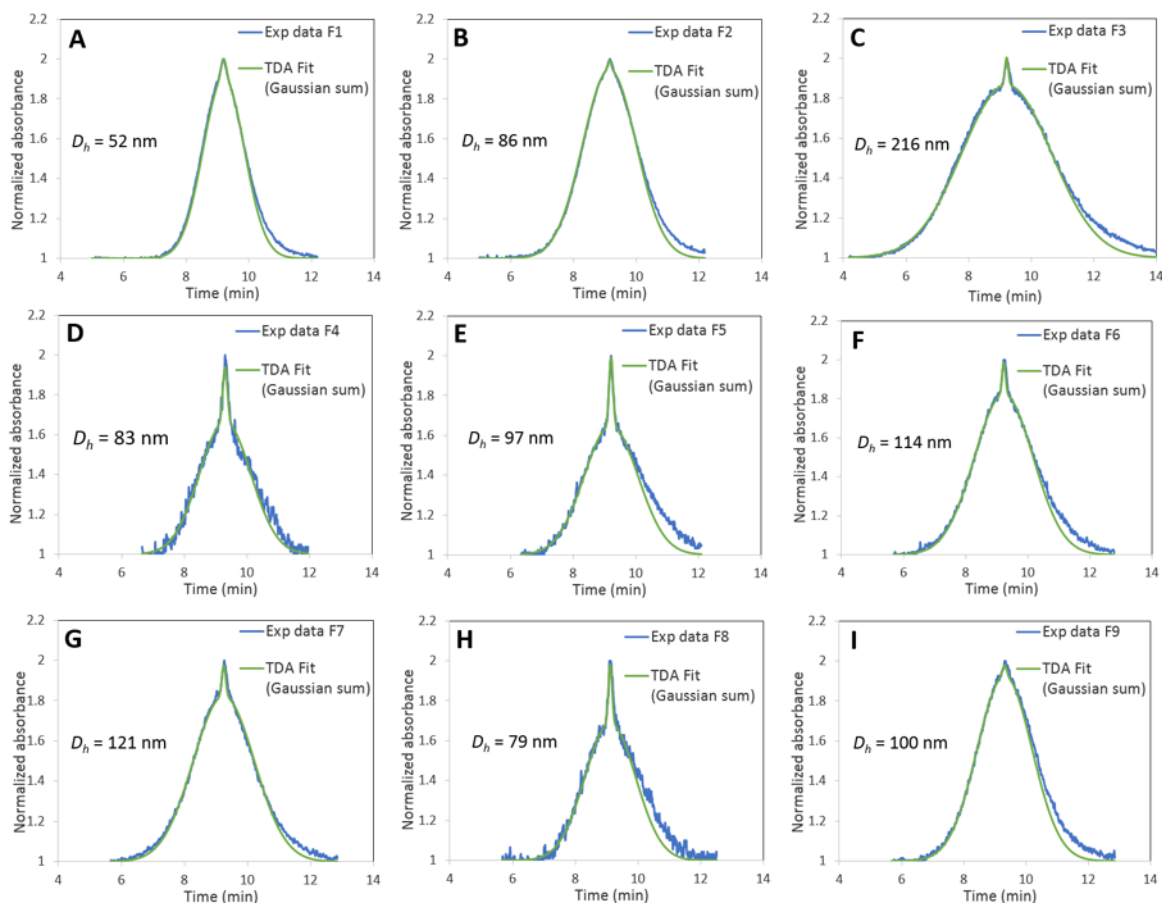 A
Exp data F1
TDA Fit
(Gaussian sum)
D_h = 52 nm
Normalized absorbance
2.2
2
1.8
1.6
1.4
1.2
1
4 6 8 10 12 14
Time (min)
B
Exp data F2
TDA Fit
(Gaussian sum)
D_h = 86 nm
Normalized absorbance
2.2
2
1.8
1.6
1.4
1.2
1
4 6 8 10 12 14
Time (min)
C
Exp data F3
TDA Fit
(Gaussian sum)
D_h = 216 nm
Normalized absorbance
2.2
2
1.8
1.6
1.4
1.2
1
4 6 8 10 12 14
Time (min)
D
Exp data F4
TDA Fit
(Gaussian sum)
D_h = 83 nm
Normalized absorbance
2.2
2
1.8
1.6
1.4
1.2
1
4 6 8 10 12 14
Time (min)
E
Exp data F5
TDA Fit
(Gaussian sum)
D_h = 97 nm
Normalized absorbance
2.2
2
1.8
1.6
1.4
1.2
1
4 6 8 10 12 14
Time (min)
F
Exp data F6
TDA Fit
(Gaussian sum)
D_h = 114 nm
Normalized absorbance
2.2
2
1.8
1.6
1.4
1.2
1
4 6 8 10 12 14
Time (min)
G
Exp data F7
TDA Fit
(Gaussian sum)
D_h = 121 nm
Normalized absorbance
2.2
2
1.8
1.6
1.4
1.2
1
4 6 8 10 12 14
Time (min)
H
Exp data F8
TDA Fit
(Gaussian sum)
D_h = 79 nm
Normalized absorbance
2.2
2
1.8
1.6
1.4
1.2
1
4 6 8 10 12 14
Time (min)
I
Exp data F9
TDA Fit
(Gaussian sum)
D_h = 100 nm
Normalized absorbance
2.2
2
1.8
1.6
1.4
1.2
1
4 6 8 10 12 14
Time (min)